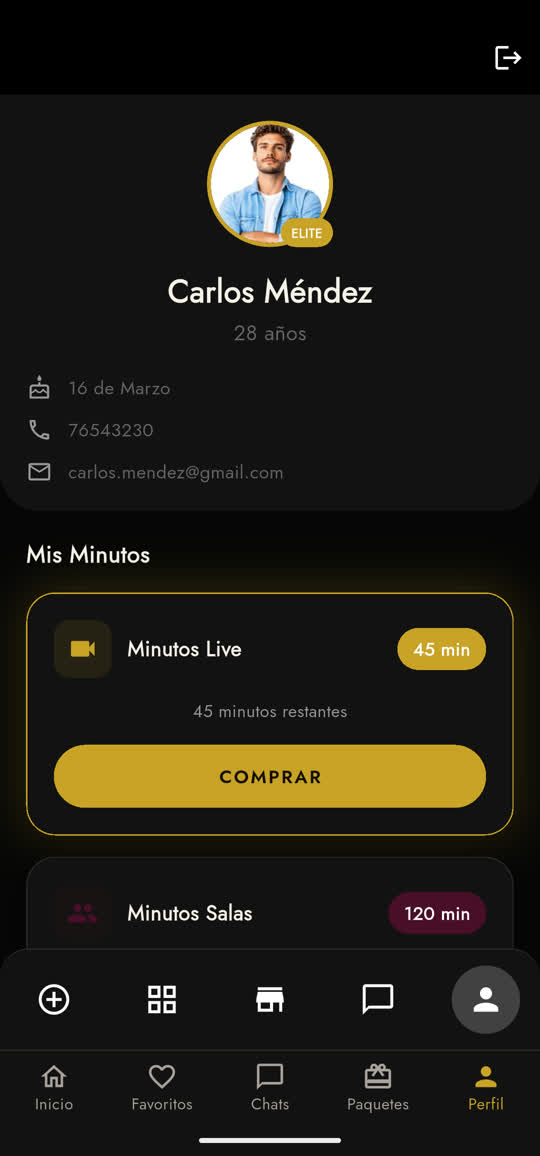 ELITE
Carlos Méndez
28 años
16 de Marzo
76543230
carlos.mendez@gmail.com
Mis Minutos
Minutos Live
45 min
45 minutos restantes
COMPRAR
Minutos Salas
120 min
Inicio
Favoritos
Chats
Paquetes
Perfil